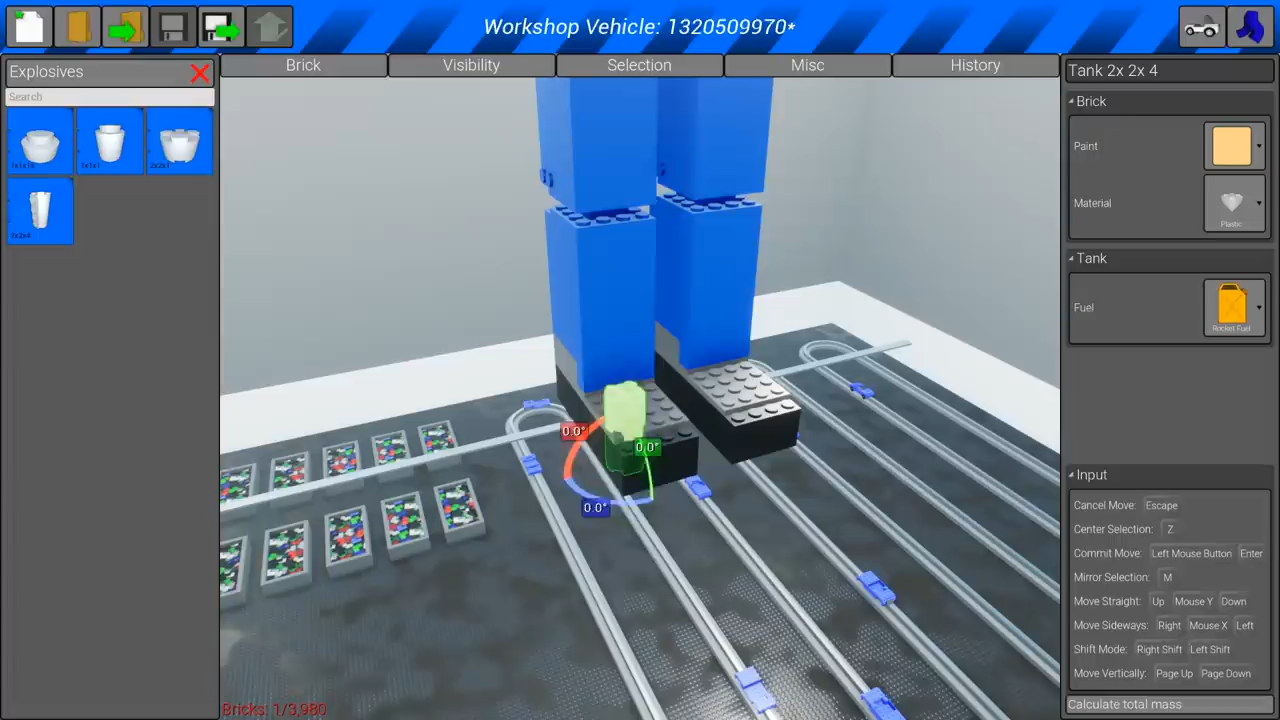 Workshop Vehicle: 1320509970*
Explosives
Search
Brick
Visibility
Selection
Misc
History
Tank 2x 2x 4
Brick
Paint
Material
Plastic
Tank
Fuel
Rocket Fuel
2x2x4
0.0°
0.0°
0.0°
Input
Cancel Move: Escape
Center Selection: Z
Commit Move: Left Mouse Button Enter
Mirror Selection: M
Move Straight: Up Mouse Y Down
Move Sideways: Right Mouse X Left
Shift Mode: Right Shift Left Shift
Move Vertically: Page Up Page Down
Calculate total mass
Bricks: 1/3,980